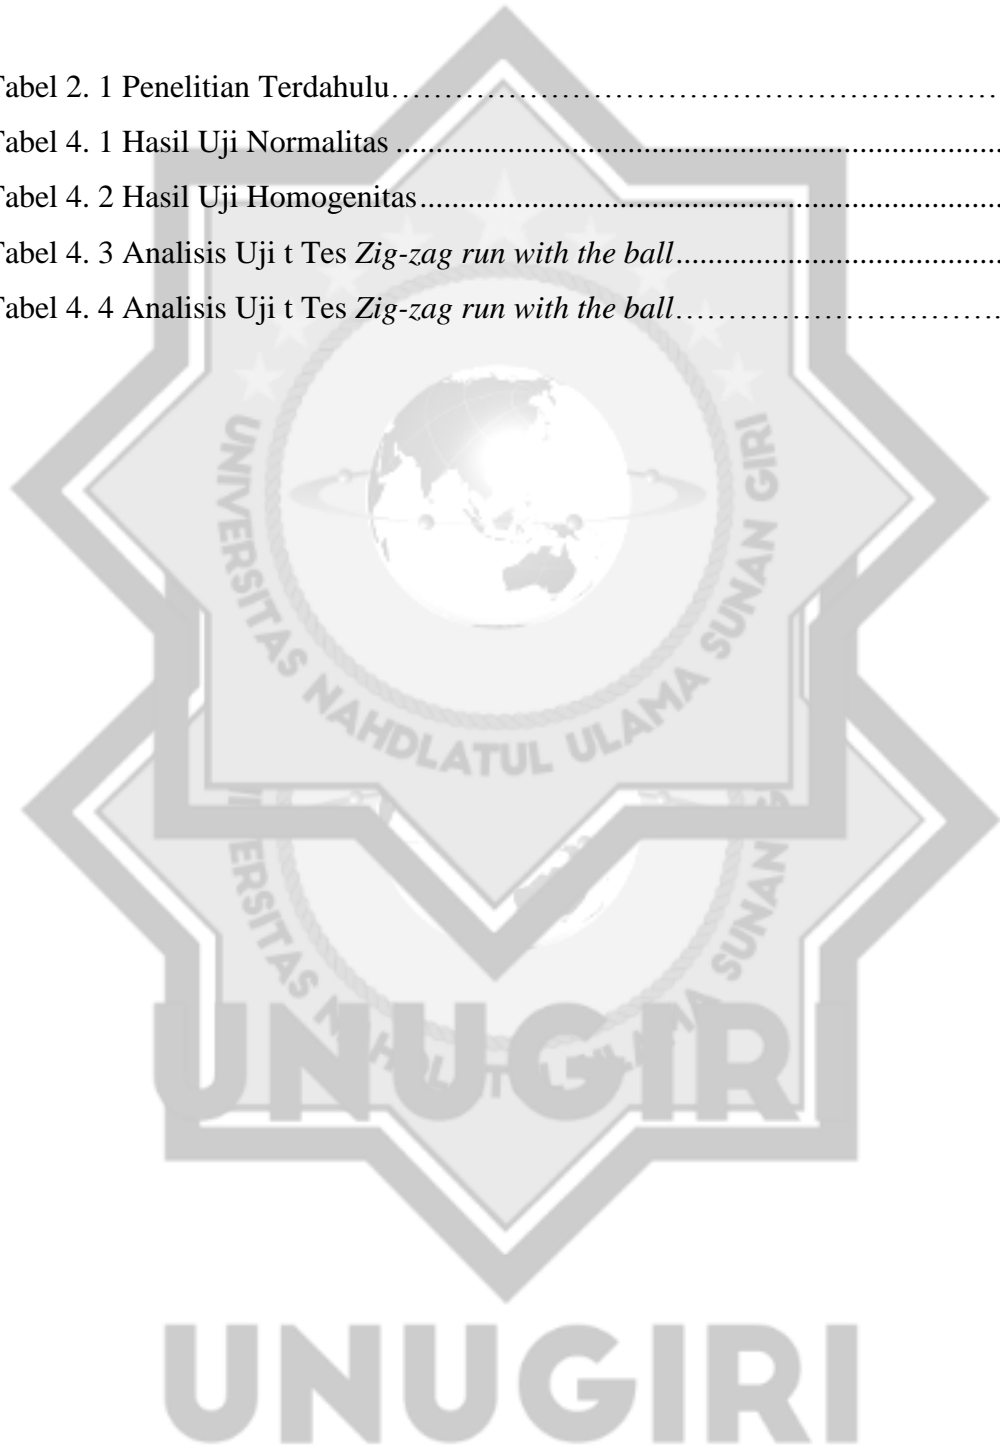 Tabel 2. 1 Penelitian Terdahulu………………………………………………………
Tabel 4. 1 Hasil Uji Normalitas ...............................................................................
Tabel 4. 2 Hasil Uji Homogenitas............................................................................
Tabel 4. 3 Analisis Uji t Tes Zig-zag run with the ball..........................................
Tabel 4. 4 Analisis Uji t Tes Zig-zag run with the ball…………………………..
UNIVERSITAS NAHDLATUL ULAMA SUNAN GIRI
UNUGIRI
UNUGIRI